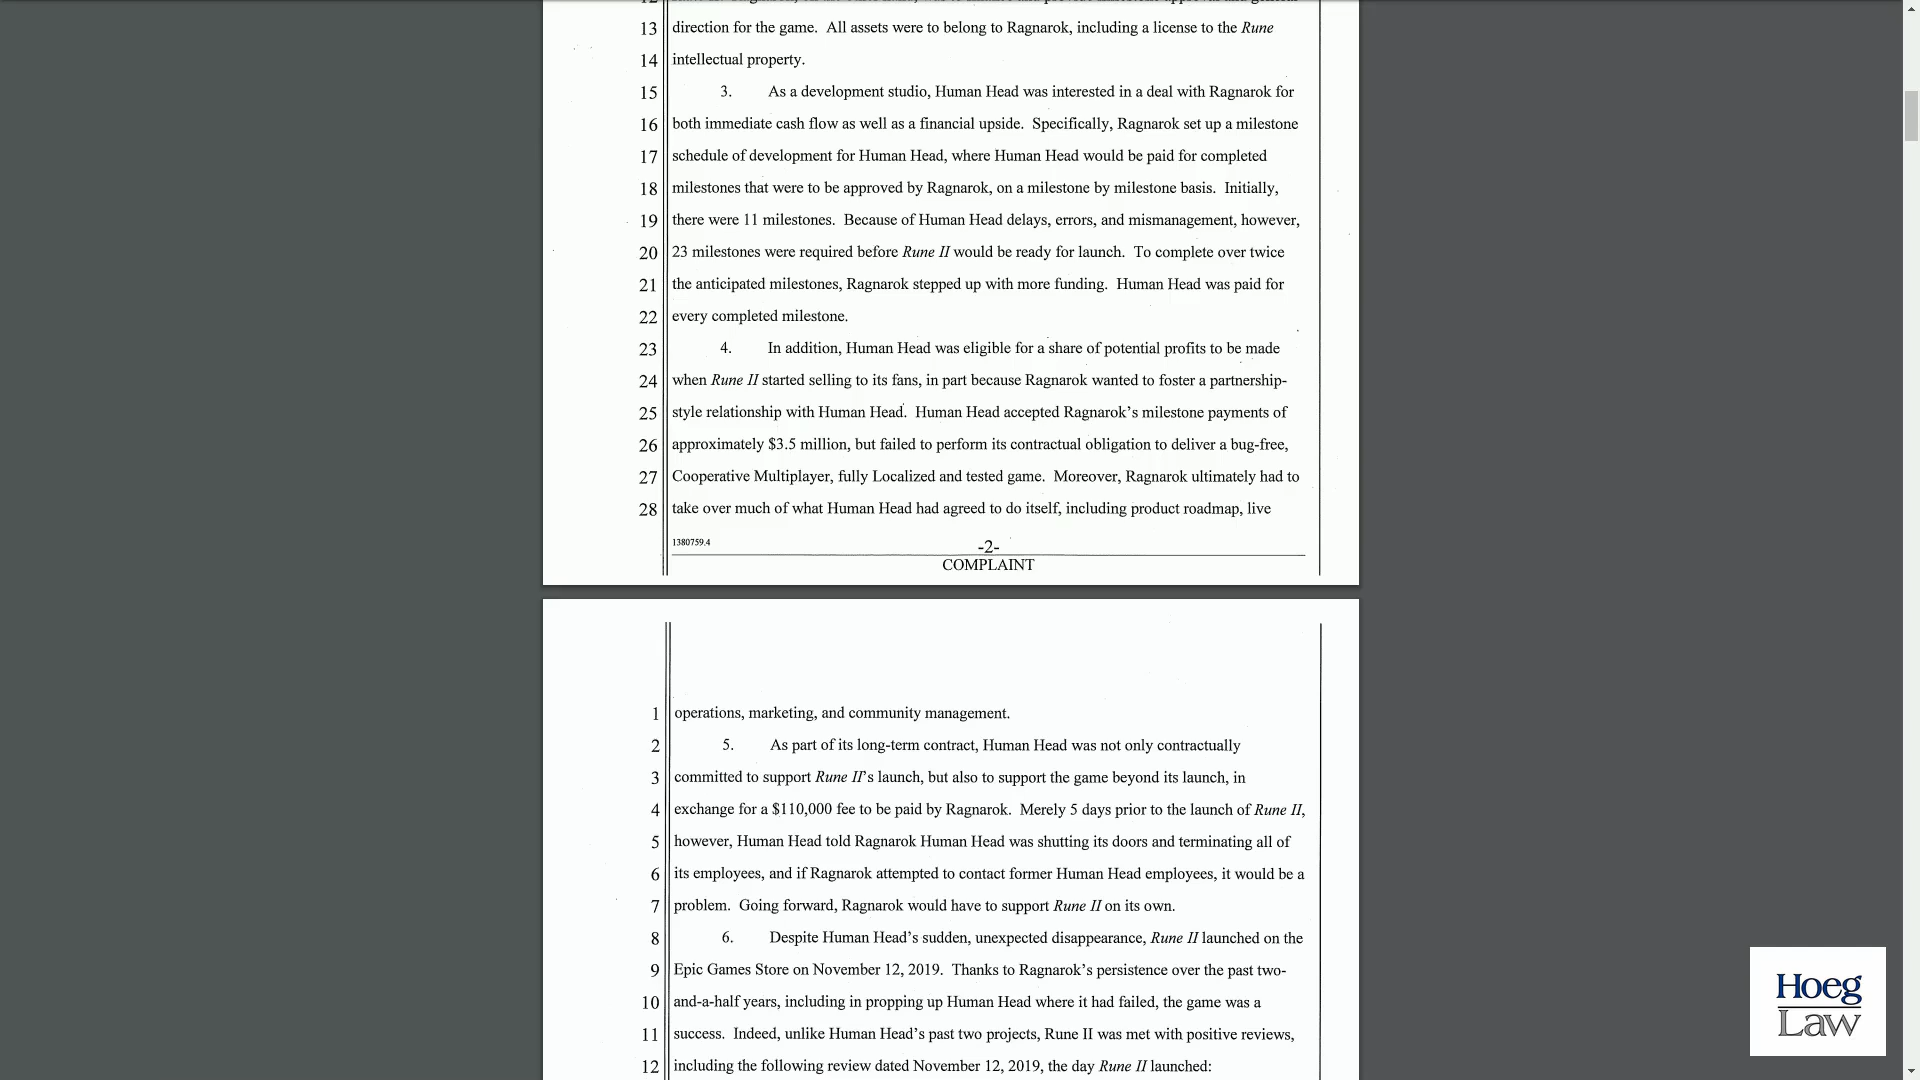 13 direction for the game. All assets were to belong to Ragnarok, including a license to the Rune
14 intellectual property.
15 3. As a development studio, Human Head was interested in a deal with Ragnarok for
16 both immediate cash flow as well as a financial upside. Specifically, Ragnarok set up a milestone
17 schedule of development for Human Head, where Human Head would be paid for completed
18 milestones that were to be approved by Ragnarok, on a milestone by milestone basis. Initially,
19 there were 11 milestones. Because of Human Head delays, errors, and mismanagement, however,
20 23 milestones were required before Rune II would be ready for launch. To complete over twice
21 the anticipated milestones, Ragnarok stepped up with more funding. Human Head was paid for
22 every completed milestone.
23 4. In addition, Human Head was eligible for a share of potential profits to be made
24 when Rune II started selling to its fans, in part because Ragnarok wanted to foster a partnership-
25 style relationship with Human Head. Human Head accepted Ragnarok's milestone payments of
26 approximately $3.5 million, but failed to perform its contractual obligation to deliver a bug-free,
27 Cooperative Multiplayer, fully Localized and tested game. Moreover, Ragnarok ultimately had to
28 take over much of what Human Head had agreed to do itself, including product roadmap, live
1380759.4
-2-
COMPLAINT
1 operations, marketing, and community management.
2 5. As part of its long-term contract, Human Head was not only contractually
3 committed to support Rune II's launch, but also to support the game beyond its launch, in
4 exchange for a $110,000 fee to be paid by Ragnarok. Merely 5 days prior to the launch of Rune II,
5 however, Human Head told Ragnarok Human Head was shutting its doors and terminating all of
6 its employees, and if Ragnarok attempted to contact former Human Head employees, it would be a
7 problem. Going forward, Ragnarok would have to support Rune II on its own.
8 6. Despite Human Head's sudden, unexpected disappearance, Rune II launched on the
9 Epic Games Store on November 12, 2019. Thanks to Ragnarok's persistence over the past two-
10 and-a-half years, including in propping up Human Head where it had failed, the game was a
11 success. Indeed, unlike Human Head's past two projects, Rune II was met with positive reviews,
12 including the following review dated November 12, 2019, the day Rune II launched:
Hoeg
Law